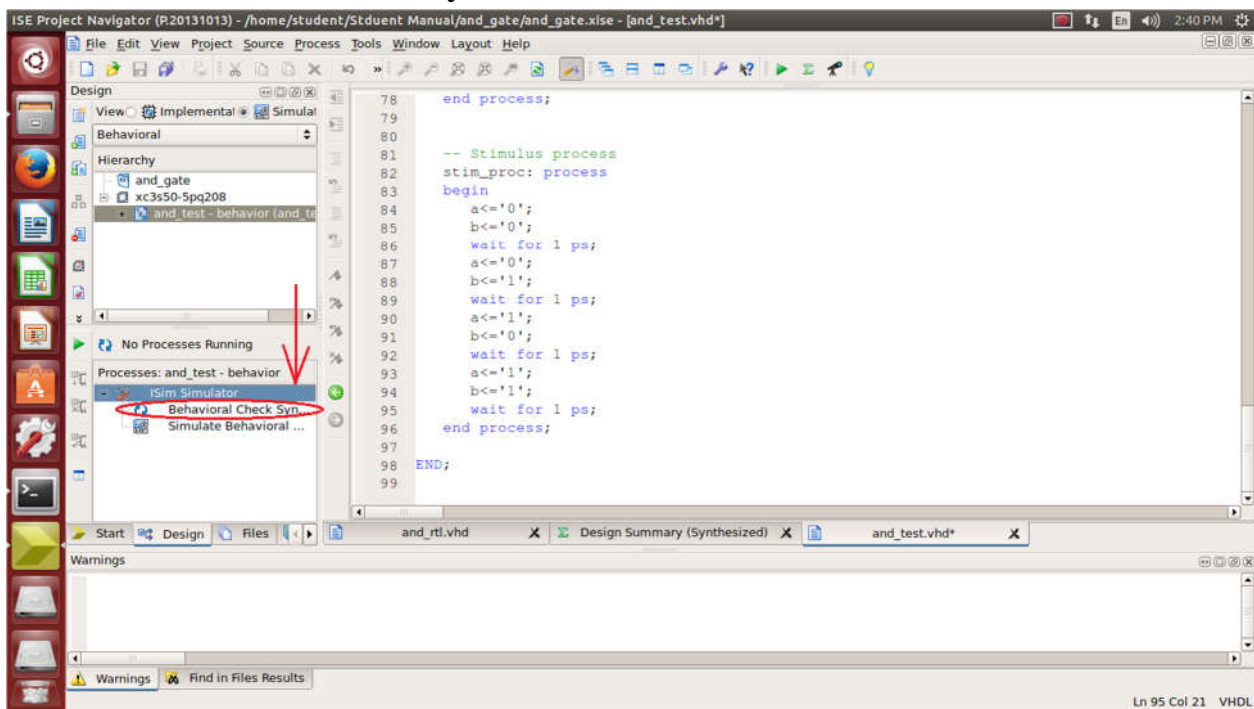 ISE Project Navigator (P.20131013) - /home/student/Stduent Manual/and_gate/and_gate.xise - [and_test.vhd*]
En
2:40 PM
File Edit View Project Source Process Tools Window Layout Help
Design
View Implementat Simulat
Behavioral
Hierarchy
and_gate
xc3s50-5pq208
and_test - behavior (and_te
No Processes Running
Processes: and_test - behavior
ISim Simulator
Behavioral Check Syn...
Simulate Behavioral ...
78 end process;
79
80
81 -- Stimulus process
82 stim_proc: process
83 begin
84 a<='0';
85 b<='0';
86 wait for 1 ps;
87 a<='0';
88 b<='1';
89 wait for 1 ps;
90 a<='1';
91 b<='0';
92 wait for 1 ps;
93 a<='1';
94 b<='1';
95 wait for 1 ps;
96 end process;
97
98 END;
99
Start Design Files
and_rtl.vhd X Design Summary (Synthesized) X and_test.vhd* X
Warnings
Warnings Find in Files Results
Ln 95 Col 21 VHDL